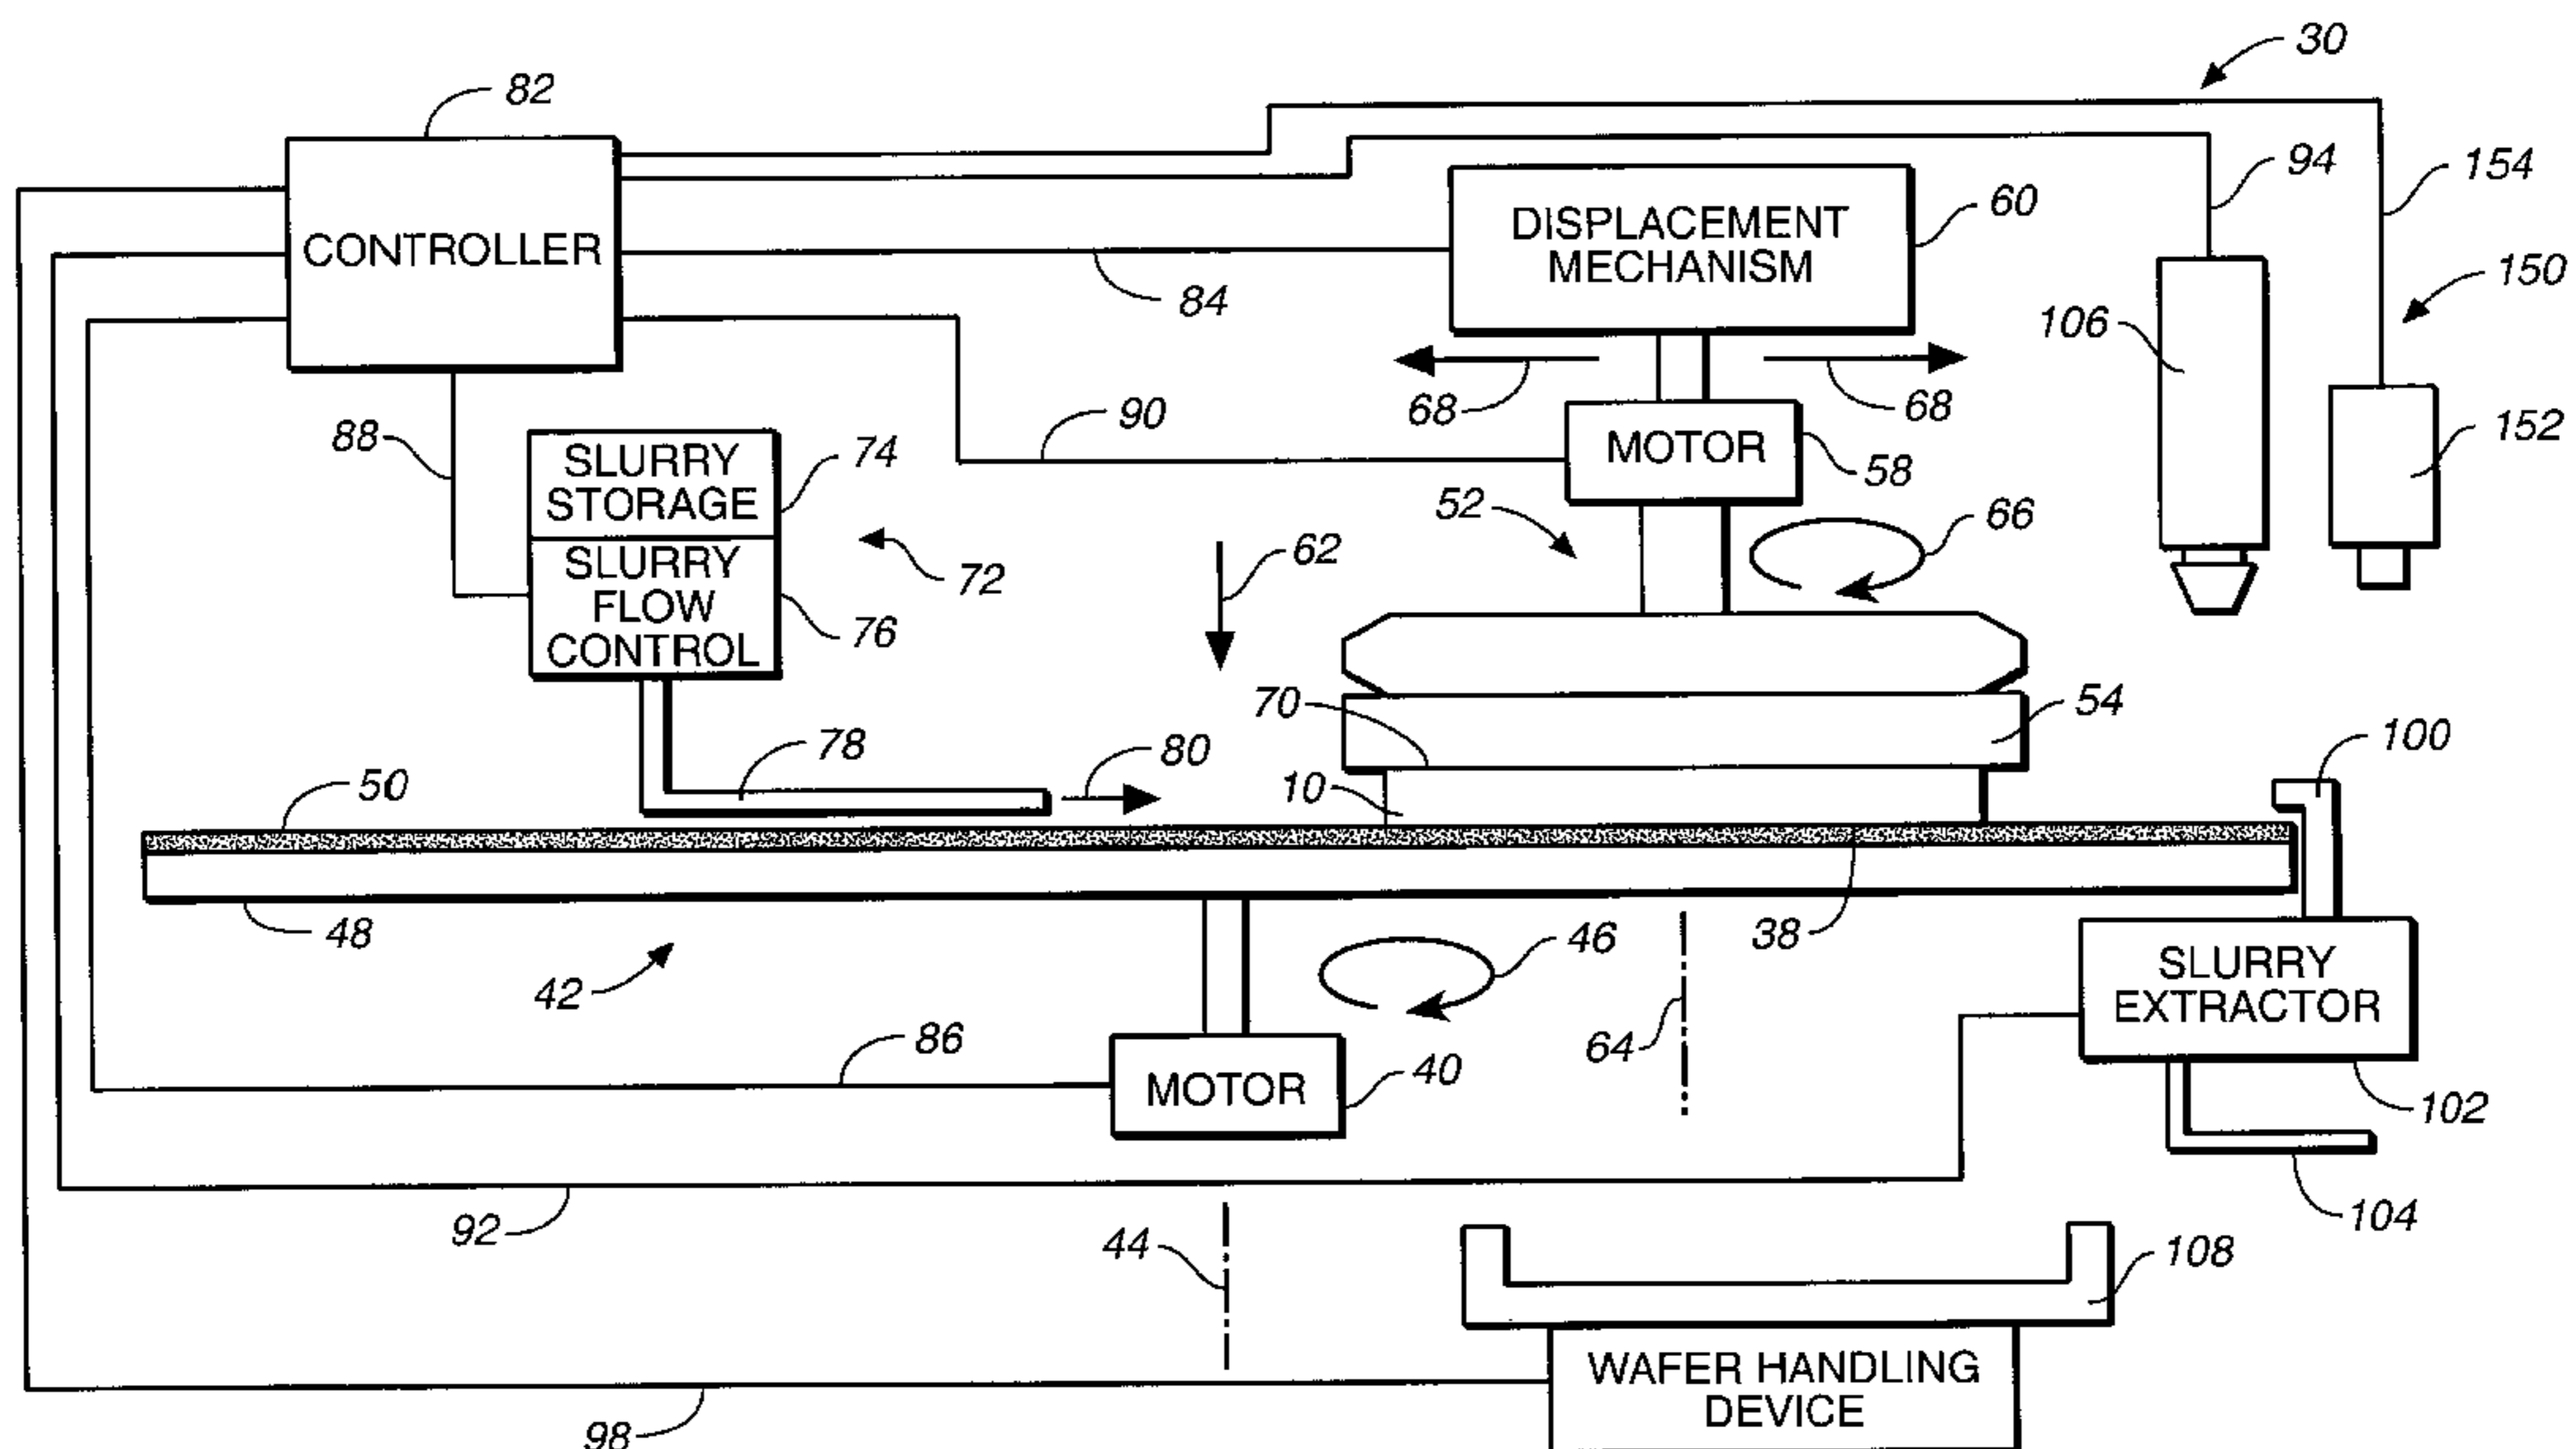 30
82
94
154
CONTROLLER
DISPLACEMENT
MECHANISM
60
84
150
106
68
68
88
90
MOTOR
58
152
SLURRY
STORAGE
74
52
66
62
72
SLURRY
FLOW
CONTROL
76
70
54
78
80
10
100
50
48
42
46
38
64
SLURRY
EXTRACTOR
86
MOTOR
40
102
104
92
44
108
WAFER HANDLING
DEVICE
98